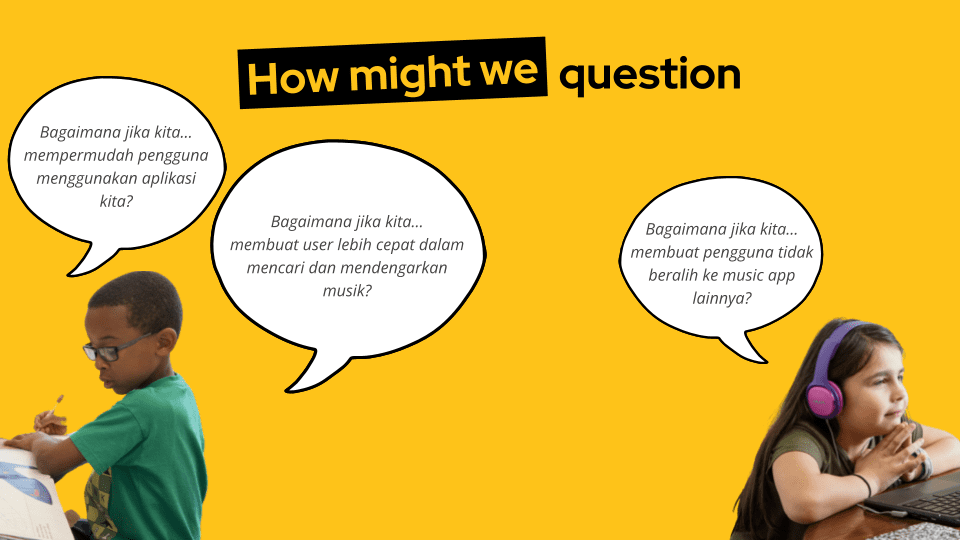 How might we question
Bagaimana jika kita...
mempermudah pengguna
menggunakan aplikasi
kita?
Bagaimana jika kita...
membuat user lebih cepat dalam
mencari dan mendengarkan
musik?
Bagaimana jika kita...
membuat pengguna tidak
beralih ke music app
lainnya?